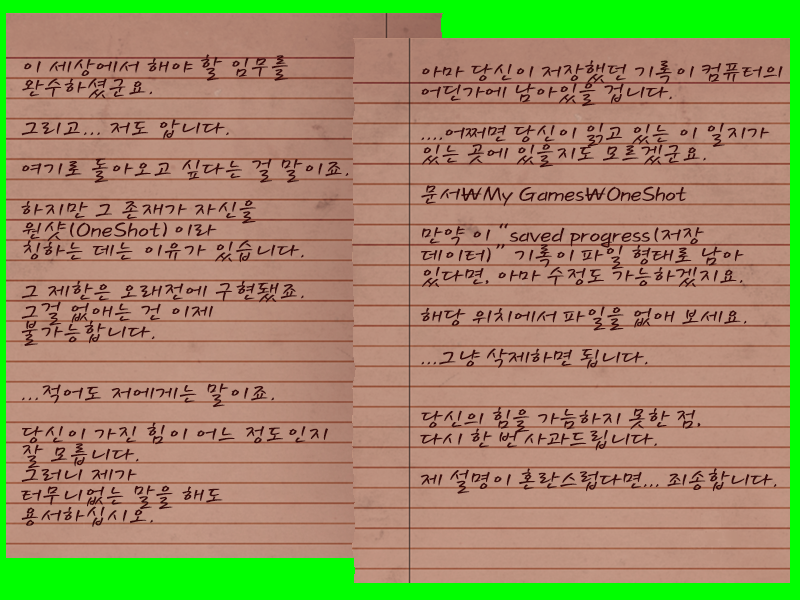 이 세상에서 해야 할 임무를
완수하셨군요.
그리고... 저도 압니다.
여기로 돌아오고 싶다는 걸 말이죠.
하지만 그 존재가 자신을
원샷(OneShot) 이라
칭하는 데는 이유가 있습니다.
그 제한은 오래전에 구현됐죠.
그걸 없애는 건 이제
불가능합니다.
...적어도 저에게는 말이죠.
당신이 가진 힘이 어느 정도인지
잘 모릅니다.
그러니 제가
터무니없는 말을 해도
용서하십시오.
아마 당신이 저장했던 기록이 컴퓨터의
어딘가에 남아있을 겁니다.
....어쩌면 당신이 읽고 있는 이 일지가
있는 곳에 있을지도 모르겠군요.
문서₩My Games₩OneShot
만약 이 "saved progress(저장
데이터)" 기록이 파일 형태로 남아
있다면, 아마 수정도 가능하겠지요.
해당 위치에서 파일을 없애 보세요.
...그냥 삭제하면 됩니다.
당신의 힘을 가늠하지 못한 점,
다시 한 번 사과드립니다.
제 설명이 혼란스럽다면... 죄송합니다.